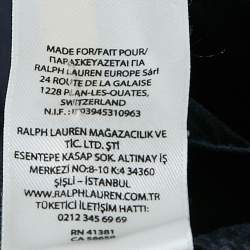 MADE FOR/FAIT POUR/
ΠΑΡΑΣΚΕΥΑΖΕΤΑΙ ΓΙΑ
RALPH LAUREN EUROPE Sárl
24 ROUTE DE LA GALAISE
1228 PLAN-LES-OUATES,
SWITZERLAND
N.I.F.:
RALPH LAUREN MAĞAZACILIK VE
TİC. LTD. ŞTİ
ESENTEPE KASAP SOK. ALTINAY İŞ
MERKEZİ NO:8-10 K:4 34360
ŞİŞLİ - İSTANBUL
WWW.RALPHLAUREN.COM.TR
TÜKETİCİ İLETİŞİM HATTI:
0212 345 69 69
RN 41381